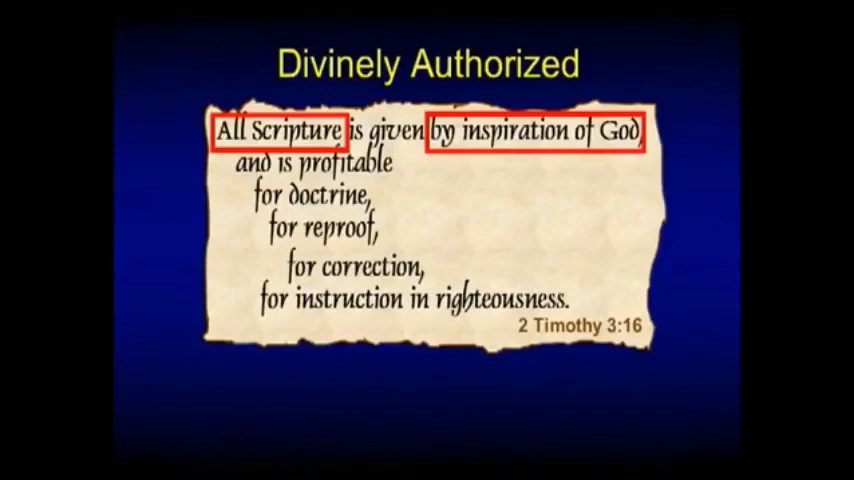 Divinely Authorized
All Scripture is given by inspiration of God,
and is profitable
for doctrine,
for reproof,
for correction,
for instruction in righteousness.
2 Timothy 3:16